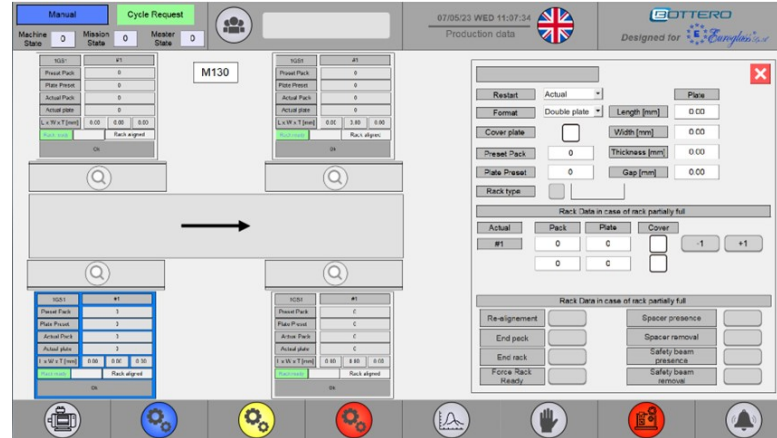 Manual
Cycle Request
Machine State 0
Mission State 0
Master State 0
07/05/23 WED 11:07:34
Production data
BOTTERO
Designed for Euroglas
1GS1 #1
Preset Pack 0
Plate Preset 0
Actual Pack 0
Actual plate 0
L x W x T [mm] 0.00 0.00 0.00
Rack ready Rack aligned
Ok
M130
1GS1 #1
Preset Pack 0
Plate Preset 0
Actual Pack 0
Actual plate 0
L x W x T [mm] 0.00 0.00 0.00
Rack ready Rack aligned
Ok
1GS1 #1
Preset Pack
Plate Preset
Actual Pack
Actual plate
L x W x T [mm] 0.00 0.00 0.00
Rack ready Rack aligned
Ok
1GS1 #1
Preset Pack
Plate Preset
Actual Pack
Actual plate
L x W x T [mm] 0.00 0.00 0.00
Rack ready Rack aligned
Ok
Restart Actual Plate
Format Double plate Length [mm] 0.00
Cover plate Width [mm] 0.00
Preset Pack 0 Thickness [mm] 0.00
Plate Preset 0 Gap [mm] 0.00
Rack type
Rack Data in case of rack partially full
Actual Pack Plate Cover
#1 0 0 -1 +1
0 0
Rack Data in case of rack partially full
Re-alignement Spacer presence
End pack Spacer removal
End rack Safety beam presence
Force Rack Ready Safety beam removal